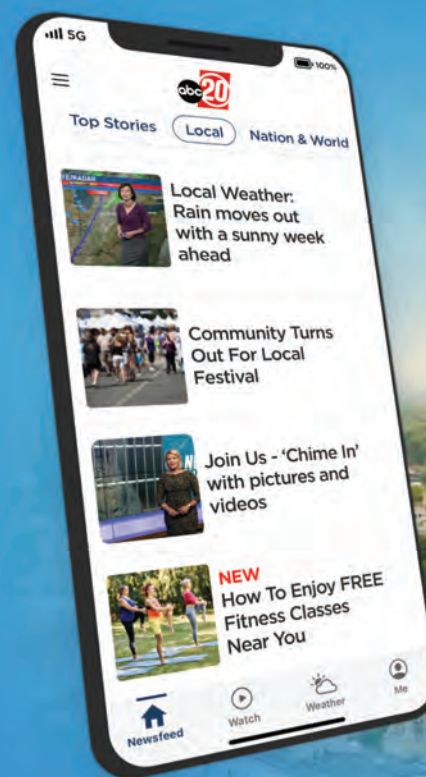 5G
100%
abc 20
Top Stories
Local
Nation & World
Local Weather:
Rain moves out
with a sunny week
ahead
Community Turns
Out For Local
Festival
Join Us - ‘Chime In’
with pictures and
videos
NEW
How To Enjoy FREE
Fitness Classes
Near You
Newsfeed
Watch
Weather
Me